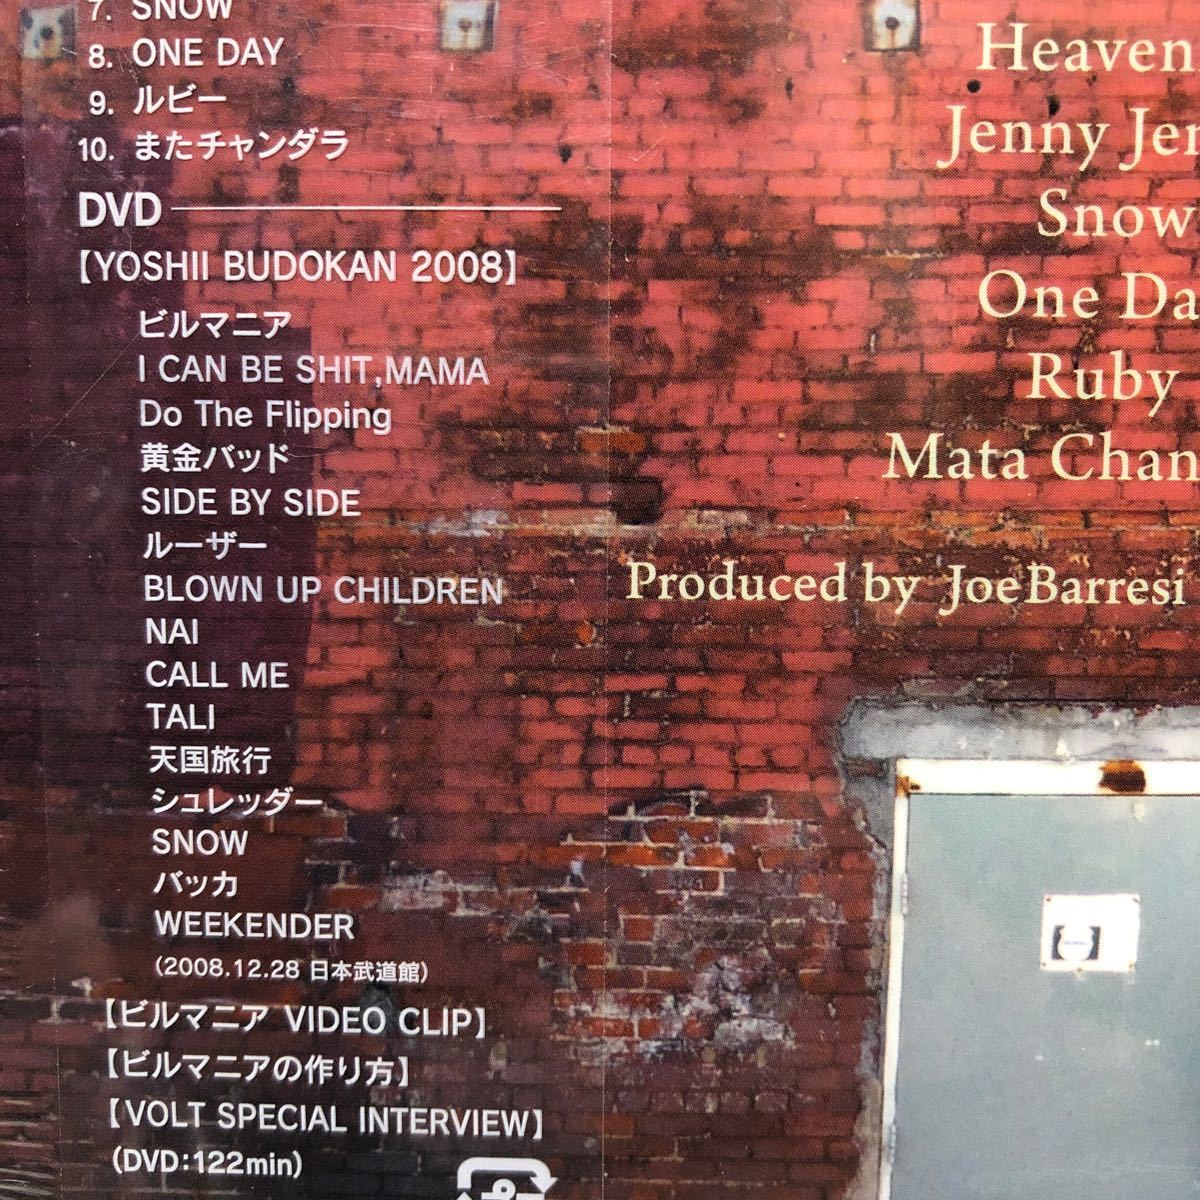 7. SNOW
8. ONE DAY
9. ルビー
10. またチャンダラ
DVD
【YOSHII BUDOKAN 2008】
ビルマニア
I CAN BE SHIT,MAMA
Do The Flipping
黄金バッド
SIDE BY SIDE
ルーザー
BLOWN UP CHILDREN
NAI
CALL ME
TALI
天国旅行
シュレッダー
SNOW
バッカ
WEEKENDER
(2008.12.28 日本武道館)
【ビルマニア VIDEO CLIP】
【ビルマニアの作り方】
【VOLT SPECIAL INTERVIEW】
(DVD:122min)
Heaven
Jenny Jen
Snow
One Da
Ruby
Mata Chan
Produced by JoeBarresi